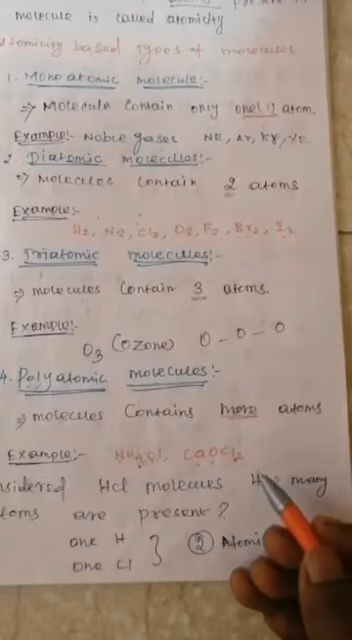 molecule is called atomicity
atomicity based types of molecules
1. Mono atomic molecule:-
⇒ Molecule contain only one(1) atom.
Example:- Noble gases Ne, Ar, Kr, Xe
2. Diatomic molecules:-
⇒ Molecules contain 2 atoms
Example:-
H2, N2, Cl2, O2, F2, Br2, I2
3. Triatomic molecules:-
⇒ molecules contain 3 atoms.
Example:-
O3 (Ozone) O - O - O
4. Polyatomic molecules:-
⇒ molecules contains more atoms
Example:- CaOCl2
nsidered Hcl molecules many
toms are present?
one H
one Cl } ② Atomi